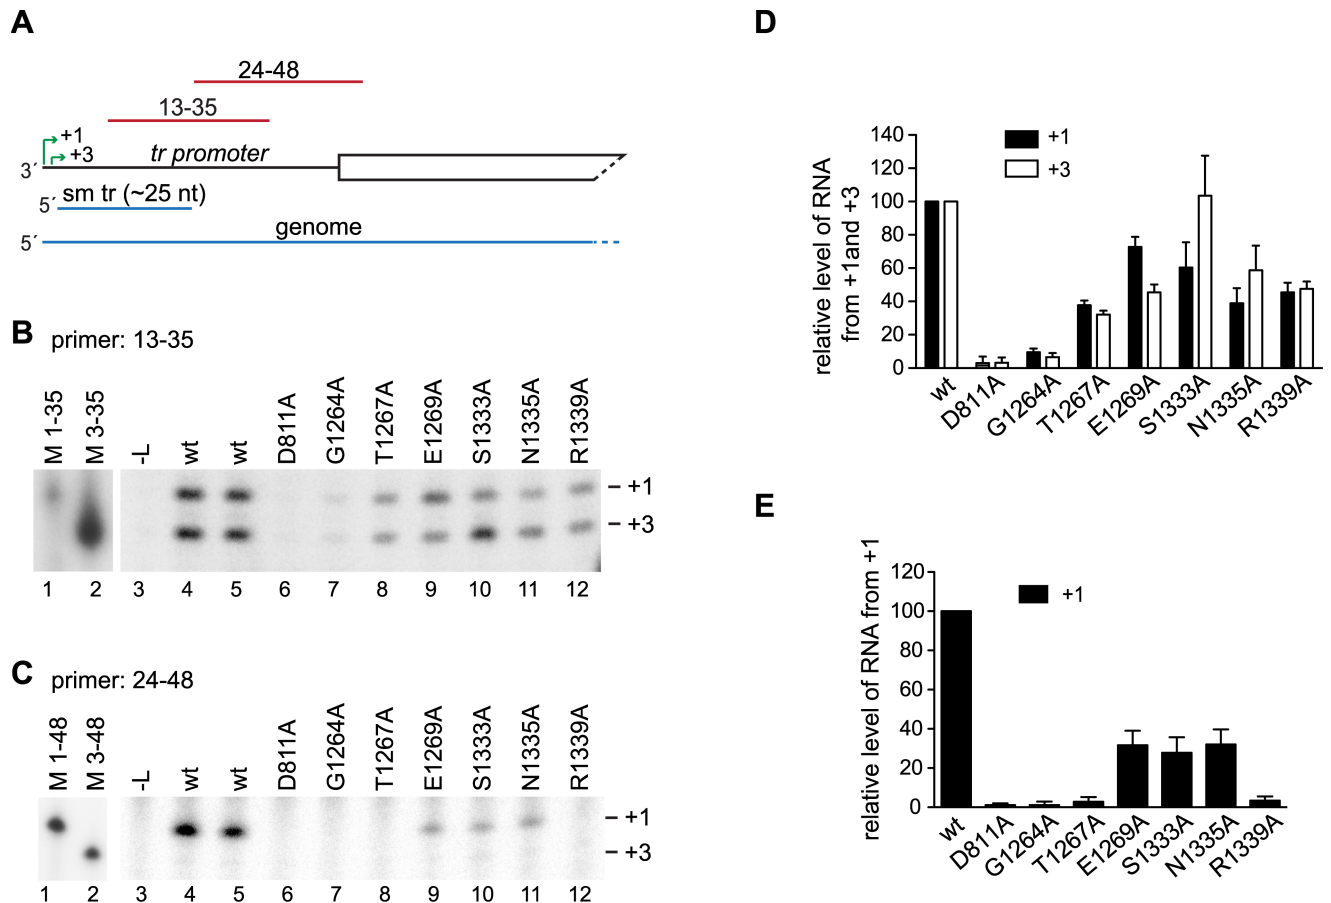 A
24-48
13-35
+1
+3
tr promoter
3´
sm tr (~25 nt)
5´
genome
5´
B
primer: 13-35
M 1-35
M 3-35
-L
wt
wt
D811A
G1264A
T1267A
E1269A
S1333A
N1335A
R1339A
+1
+3
1 2 3 4 5 6 7 8 9 10 11 12
C
primer: 24-48
M 1-48
M 3-48
-L
wt
wt
D811A
G1264A
T1267A
E1269A
S1333A
N1335A
R1339A
+1
+3
1 2 3 4 5 6 7 8 9 10 11 12
D
relative level of RNA
from +1and +3
140
120
100
80
60
40
20
0
+1
+3
wt
D811A
G1264A
T1267A
E1269A
S1333A
N1335A
R1339A
E
relative level of RNA from +1
120
100
80
60
40
20
0
+1
wt
D811A
G1264A
T1267A
E1269A
S1333A
N1335A
R1339A